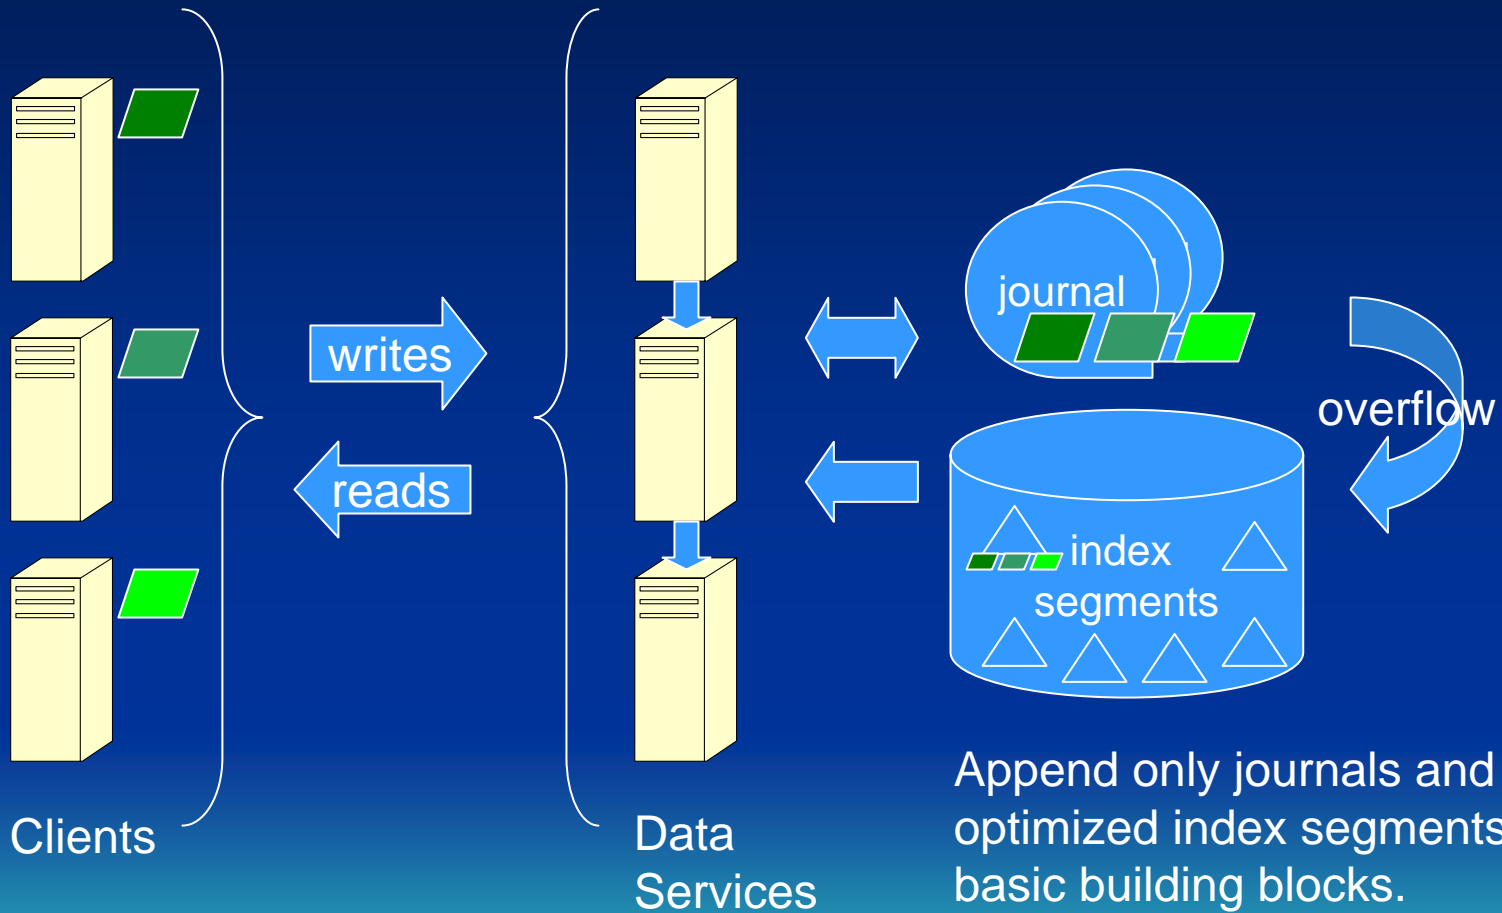 writes
reads
journal
overflow
index
segments
Clients
Data
Services
Append only journals and
optimized index segments
basic building blocks.